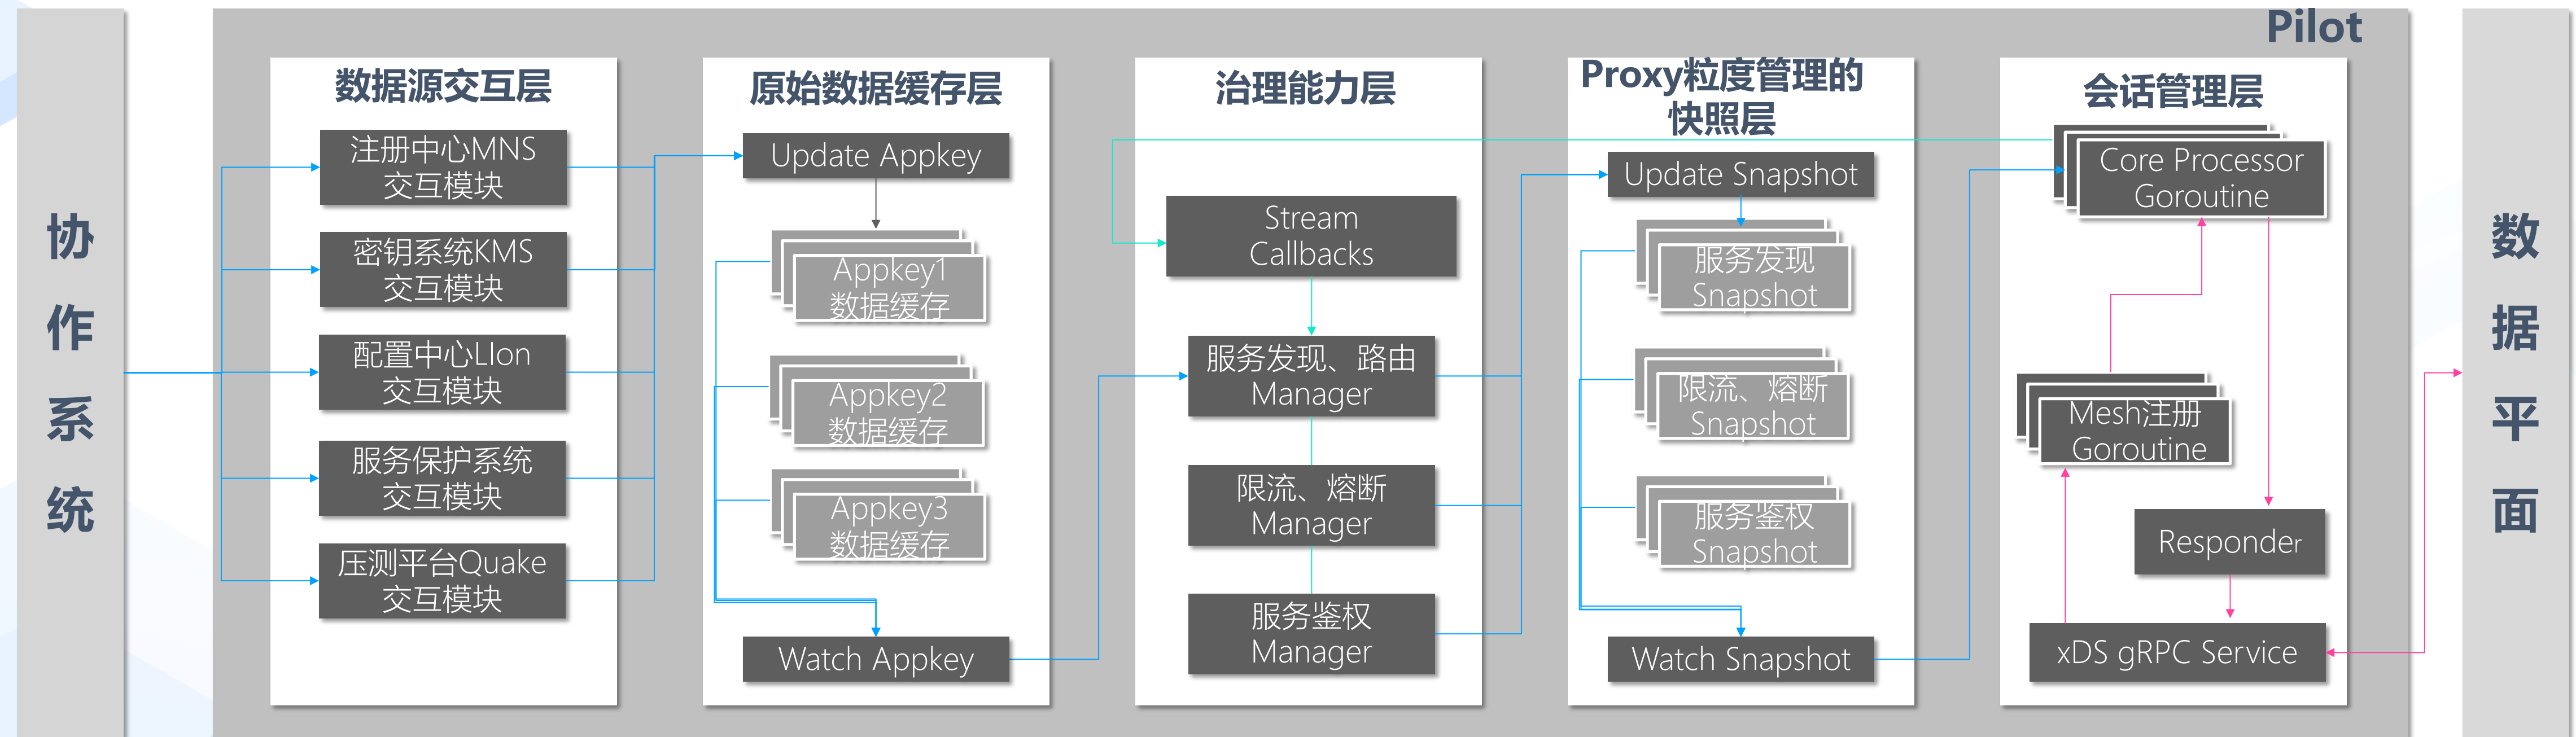 协
作
系
统
Pilot
数据源交互层
注册中心MNS
交互模块
密钥系统KMS
交互模块
配置中心LIon
交互模块
服务保护系统
交互模块
压测平台Quake
交互模块
原始数据缓存层
Update Appkey
Appkey1
数据缓存
Appkey2
数据缓存
Appkey3
数据缓存
Watch Appkey
治理能力层
Stream
Callbacks
服务发现、路由
Manager
限流、熔断
Manager
服务鉴权
Manager
Proxy粒度管理的
快照层
Update Snapshot
服务发现
Snapshot
限流、熔断
Snapshot
服务鉴权
Snapshot
Watch Snapshot
会话管理层
Core Processor
Goroutine
Mesh注册
Goroutine
Responder
xDS gRPC Service
数
据
平
面